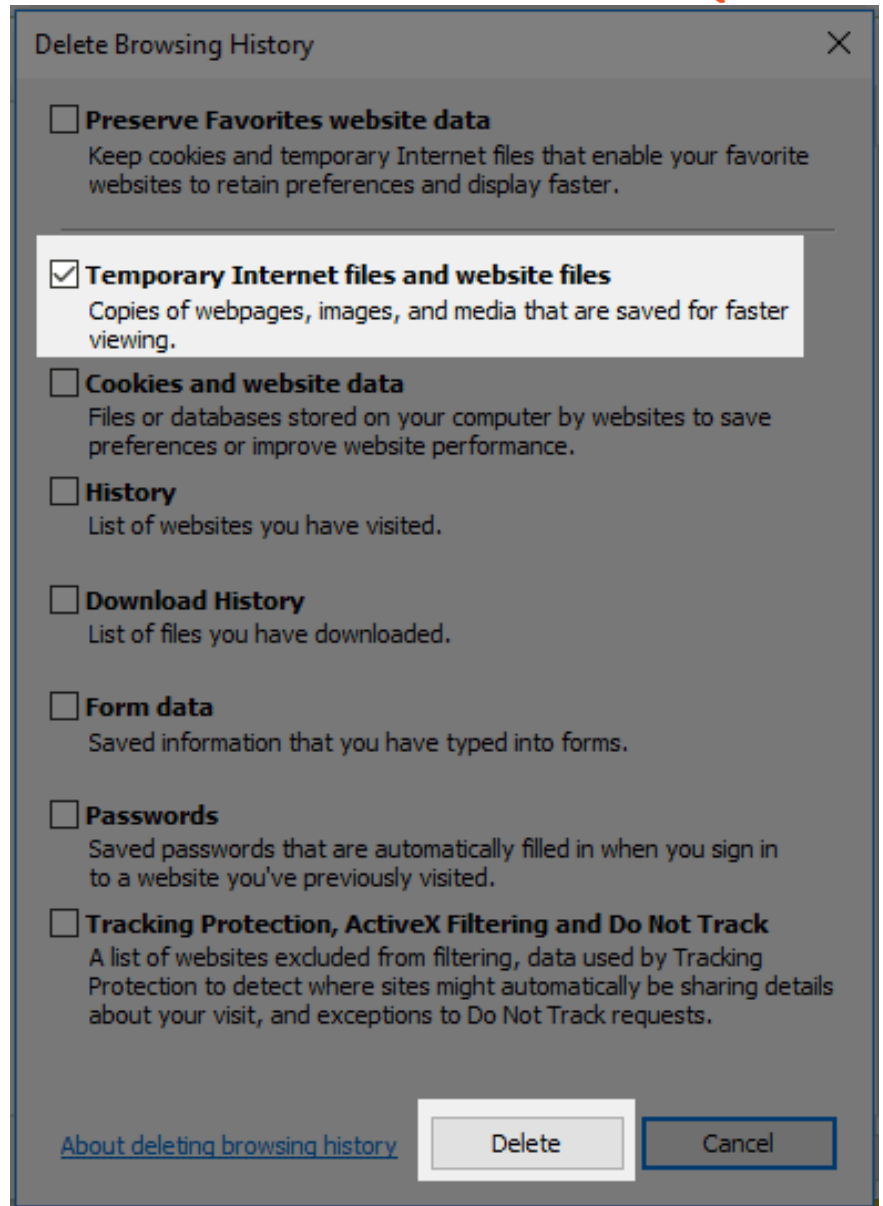 Delete Browsing History
Preserve Favorites website data
Keep cookies and temporary Internet files that enable your favorite
websites to retain preferences and display faster.
Temporary Internet files and website files
Copies of webpages, images, and media that are saved for faster
viewing.
Cookies and website data
Files or databases stored on your computer by websites to save
preferences or improve website performance.
History
List of websites you have visited.
Download History
List of files you have downloaded.
Form data
Saved information that you have typed into forms.
Passwords
Saved passwords that are automatically filled in when you sign in
to a website you've previously visited.
Tracking Protection, ActiveX Filtering and Do Not Track
A list of websites excluded from filtering, data used by Tracking
Protection to detect where sites might automatically be sharing details
about your visit, and exceptions to Do Not Track requests.
About deleting browsing history
Delete
Cancel